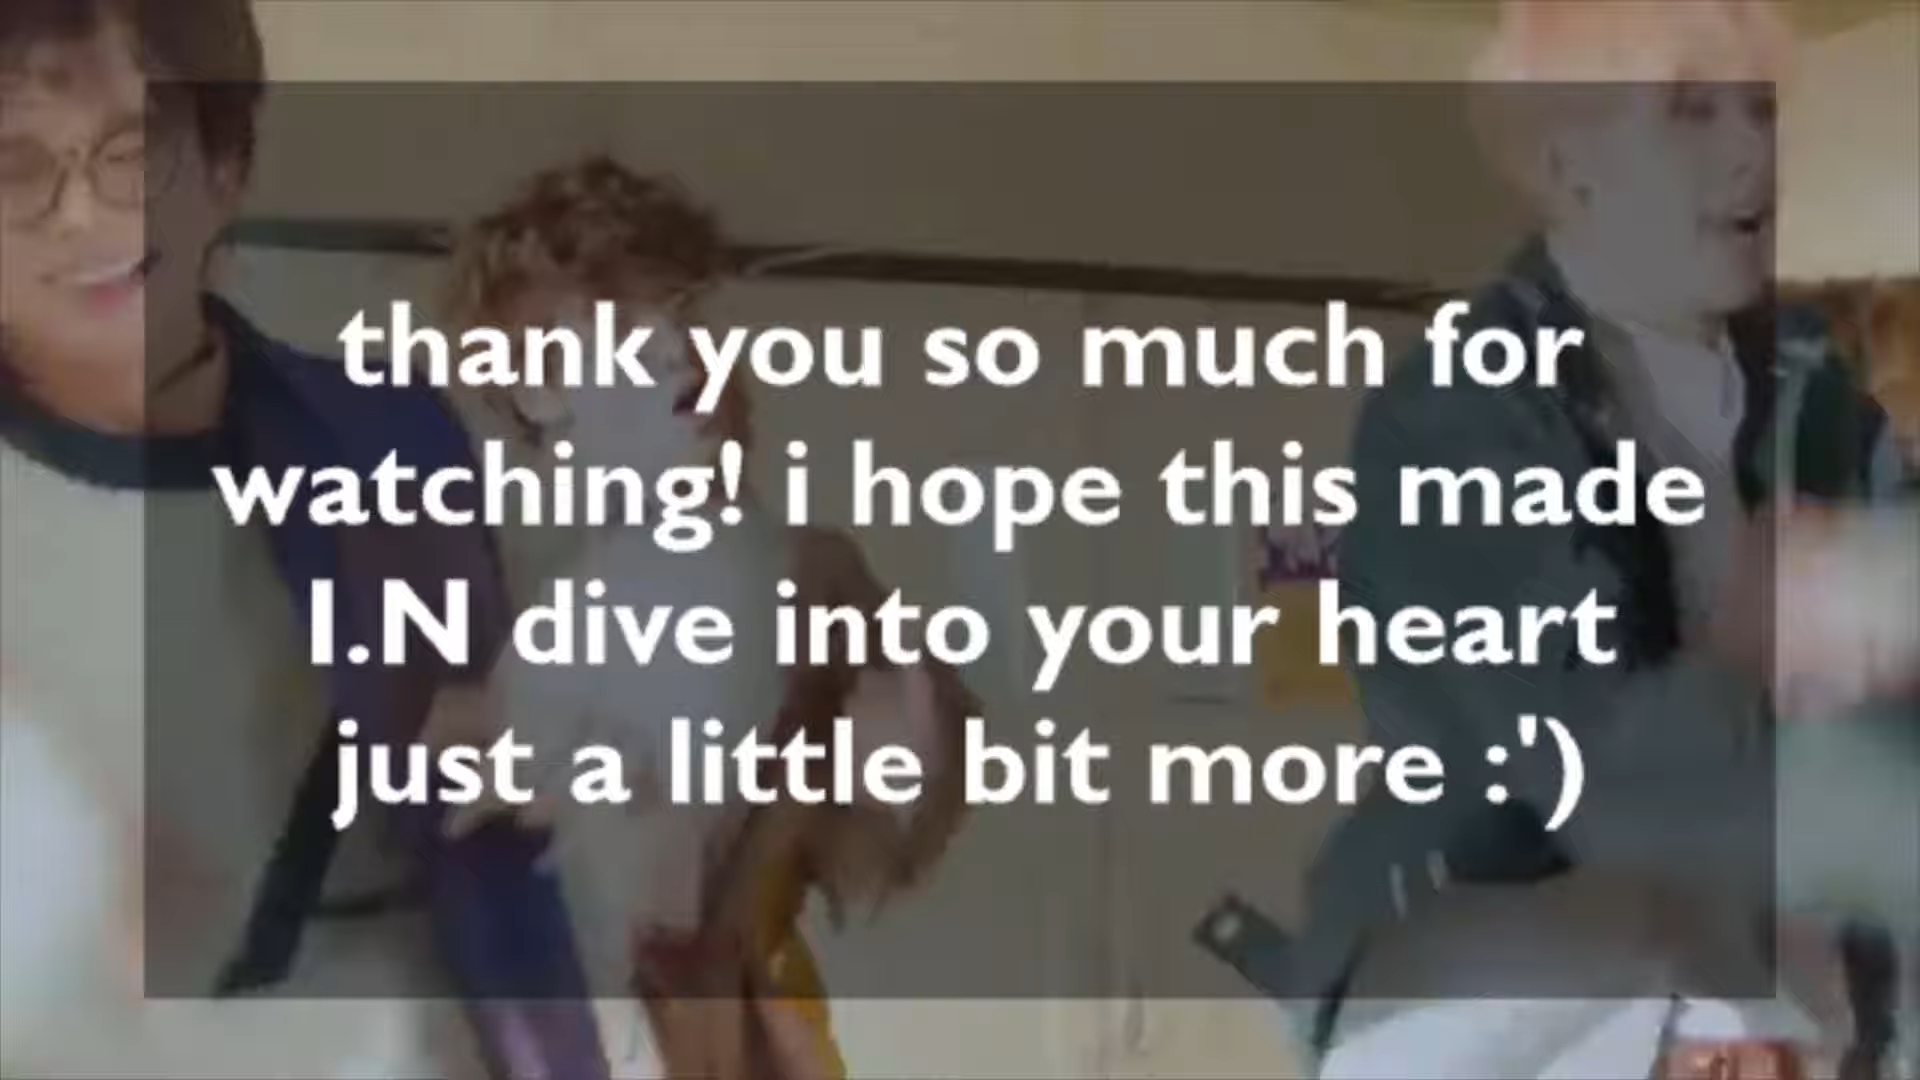 thank you so much for
watching! i hope this made
I.N dive into your heart
just a little bit more :')